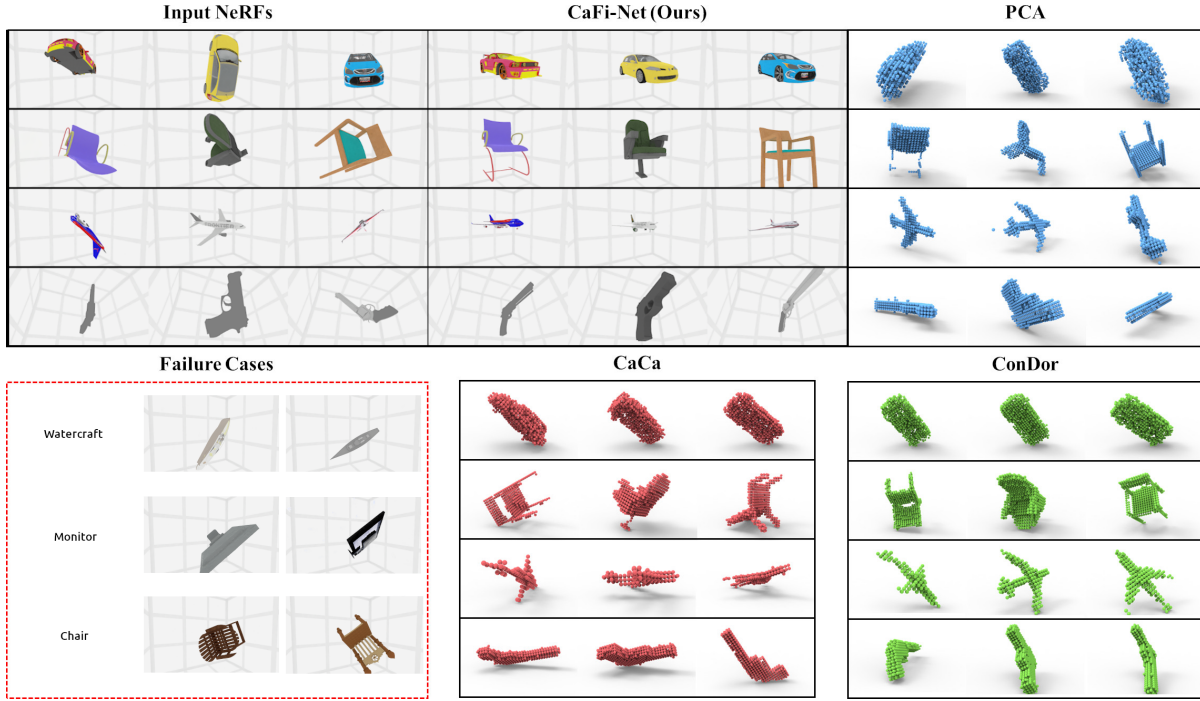 Input NeRFs
CaFi-Net (Ours)
PCA
Failure Cases
CaCa
ConDor
Watercraft
Monitor
Chair